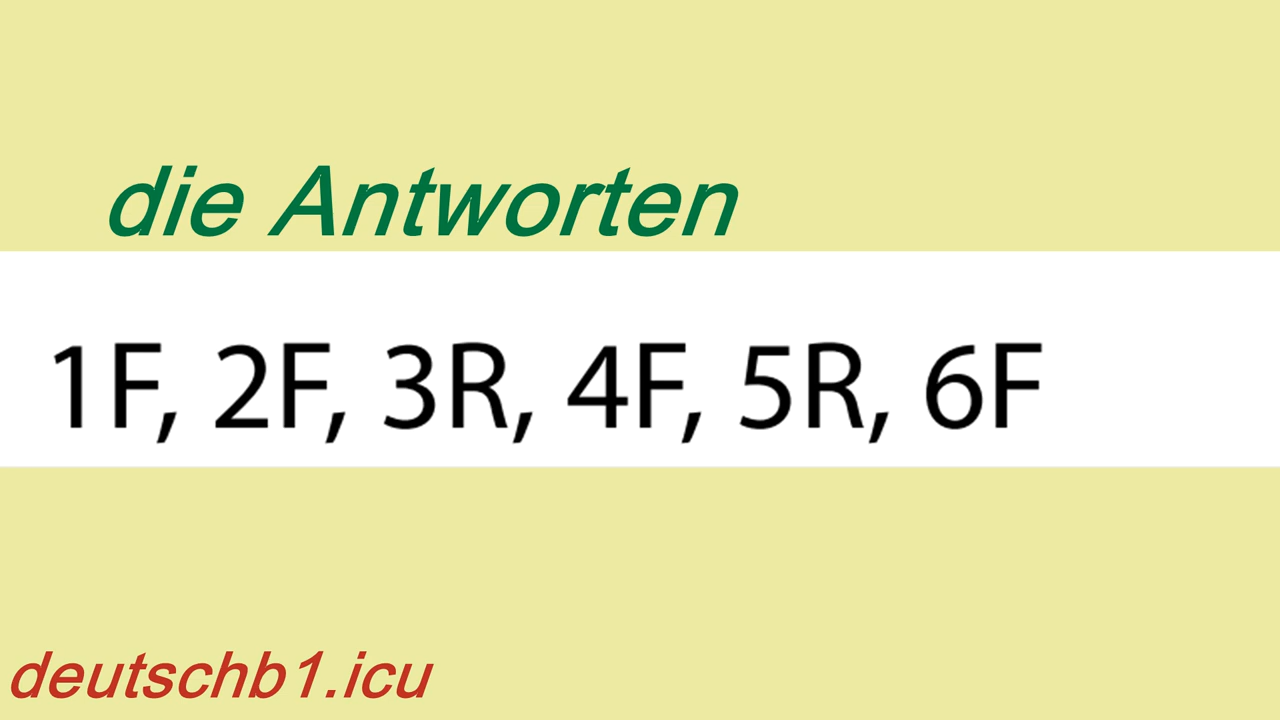 die Antworten
1F, 2F, 3R, 4F, 5R, 6F
deutschb1.icu